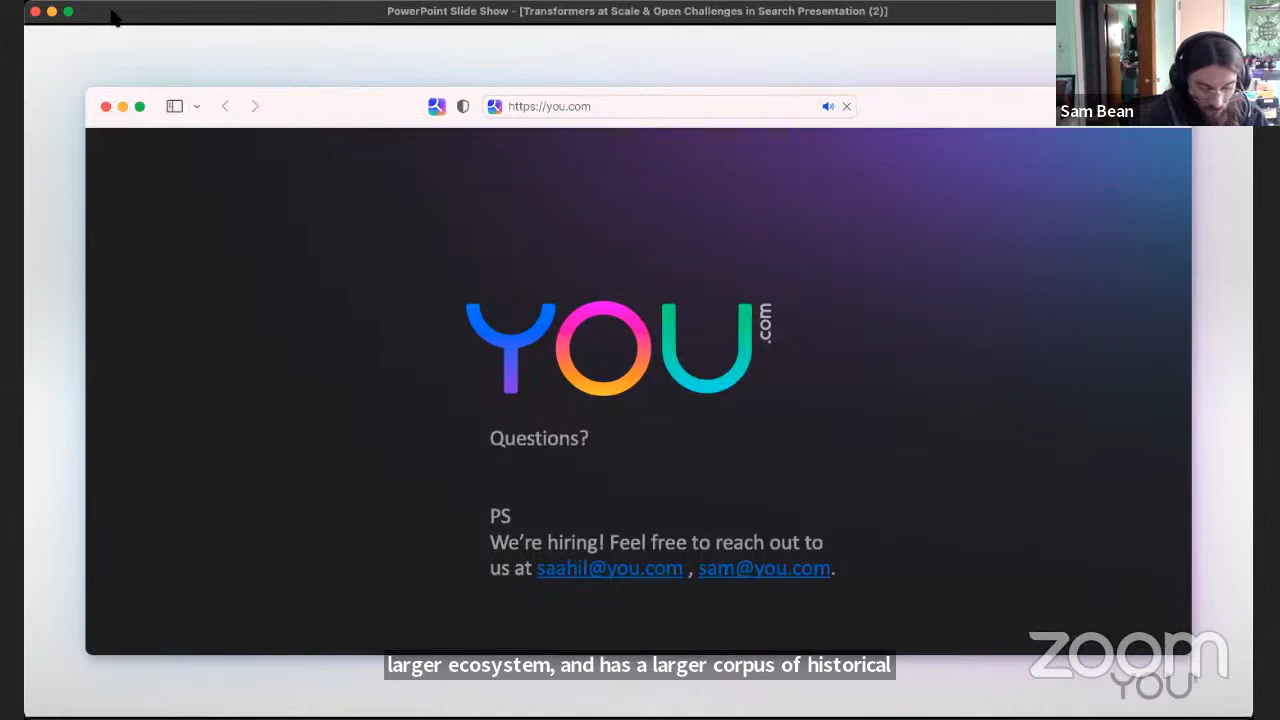 PowerPoint Slide Show - [Transformers at Scale & Open Challenges in Search Presentation (2)]
Sam Bean
https://you.com
YOU.com
Questions?
PS
We're hiring! Feel free to reach out to
us at saahil@you.com , sam@you.com.
larger ecosystem, and has a larger corpus of historical
zoom
YOU